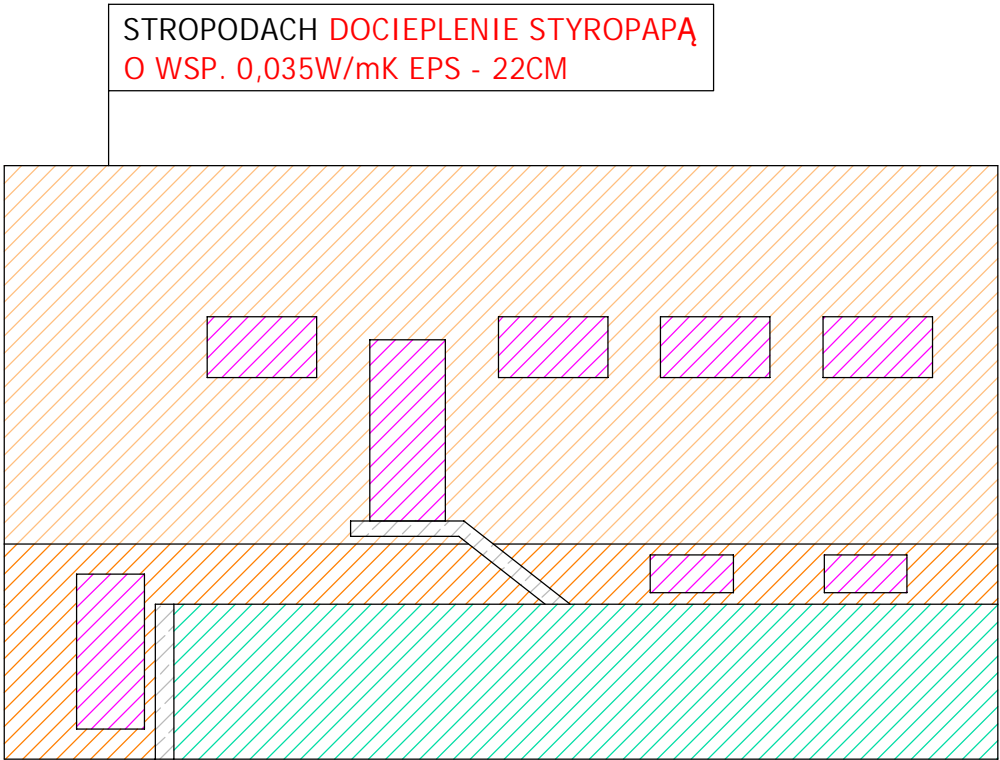 STROPODACH DOCIEPLENIE STYROPAPĄ
O WSP. 0,035W/mK EPS - 22CM